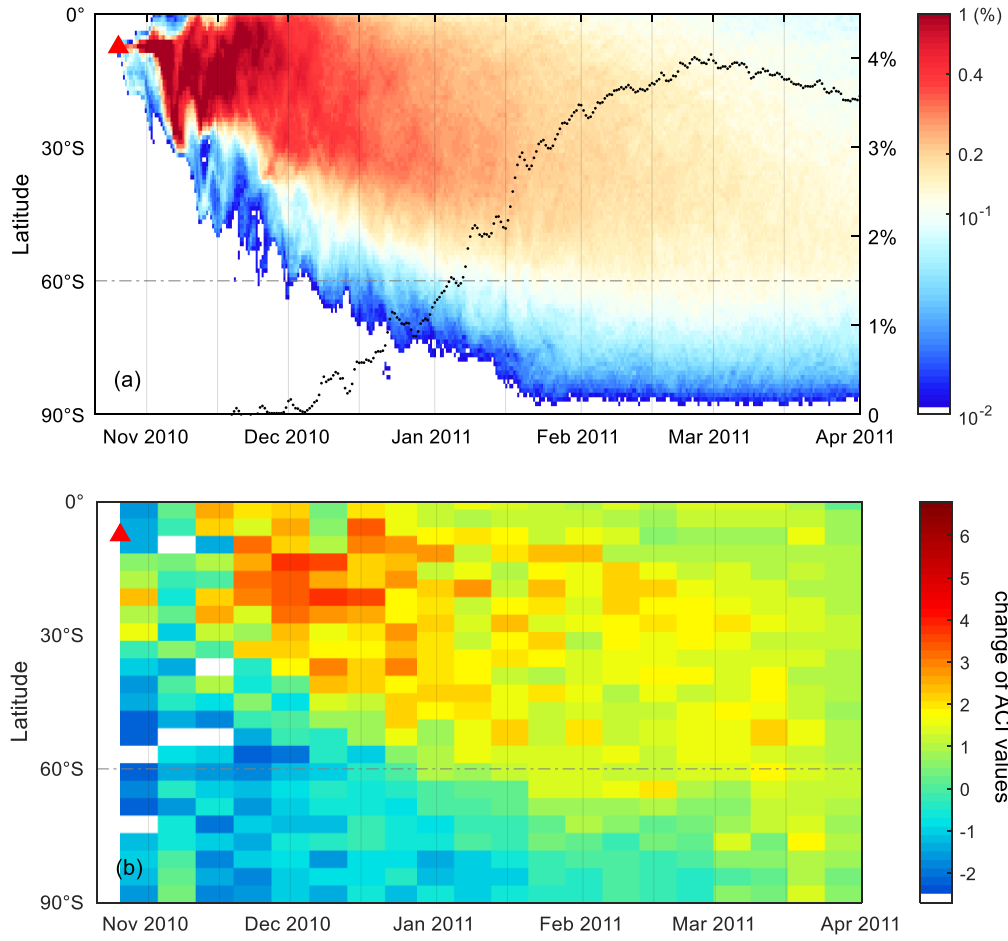 0°
30°S
60°S
90°S
Latitude
(a)
Nov 2010
Dec 2010
Jan 2011
Feb 2011
Mar 2011
Apr 2011
4%
3%
2%
1%
0
1 (%)
0.4
0.2
10-1
10-2
0°
30°S
60°S
90°S
Latitude
(b)
Nov 2010
Dec 2010
Jan 2011
Feb 2011
Mar 2011
Apr 2011
6
5
4
3
2
1
0
-1
-2
change of ACI values